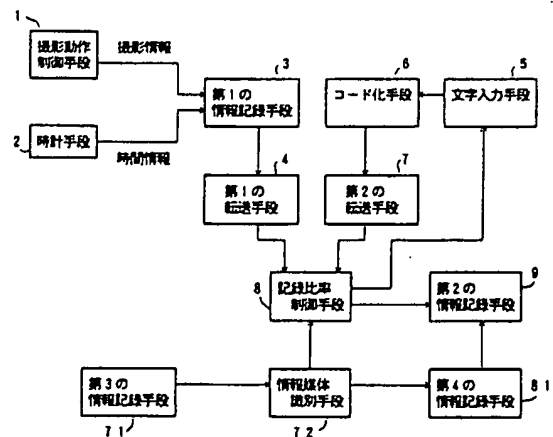 1
撮影動作
制御手段
撮影情報
2
時計手段
時間情報
3
第1の
情報記録手段
6
コード化手段
5
文字入力手段
4
第1の
転送手段
7
第2の
転送手段
8
記録比率
制御手段
9
第2の
情報記録手段
第3の
情報記録手段
71
情報媒体
識別手段
72
第4の
情報記録手段
81